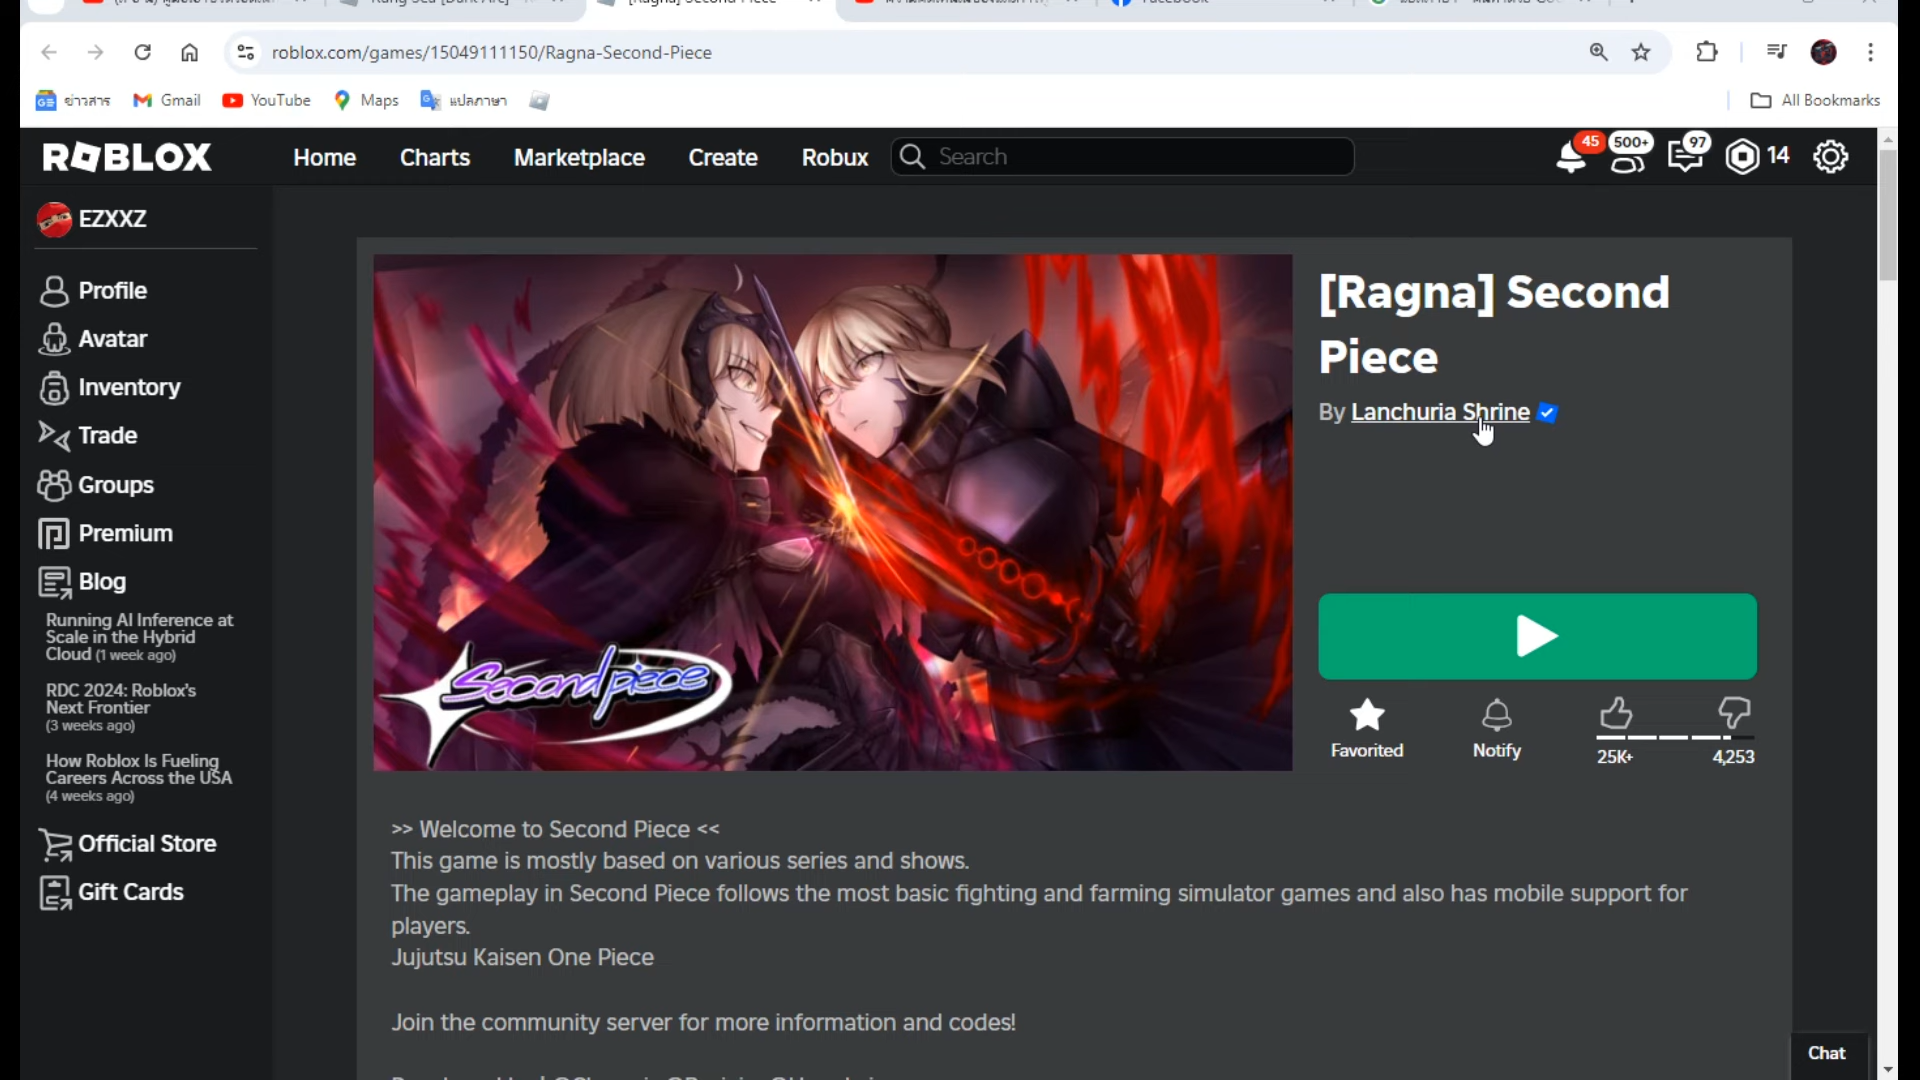 [Ragna] Second Piece
Facebook
roblox.com/games/15049111150/Ragna-Second-Piece
ข่าวสาร
Gmail
YouTube
Maps
แปลภาษา
All Bookmarks
ROBLOX
Home
Charts
Marketplace
Create
Robux
Search
45
500+
97
14
EZXXZ
Profile
Avatar
Inventory
Trade
Groups
Premium
Blog
Running AI Inference at
Scale in the Hybrid
Cloud (1 week ago)
RDC 2024: Roblox's
Next Frontier
(3 weeks ago)
How Roblox Is Fueling
Careers Across the USA
(4 weeks ago)
Official Store
Gift Cards
Secondpiece
[Ragna] Second
Piece
By Lanchuria Shrine
Favorited
Notify
25K+
4,253
>> Welcome to Second Piece <<
This game is mostly based on various series and shows.
The gameplay in Second Piece follows the most basic fighting and farming simulator games and also has mobile support for
players.
Jujutsu Kaisen One Piece
Join the community server for more information and codes!
Chat